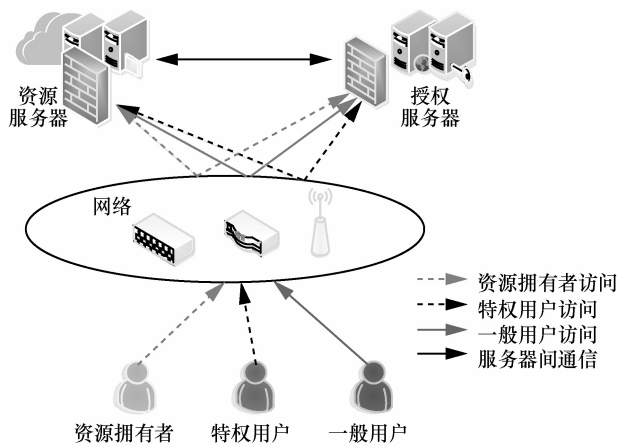 资源
服务器
授权
服务器
网络
资源拥有者访问
特权用户访问
一般用户访问
服务器间通信
资源拥有者
特权用户
一般用户